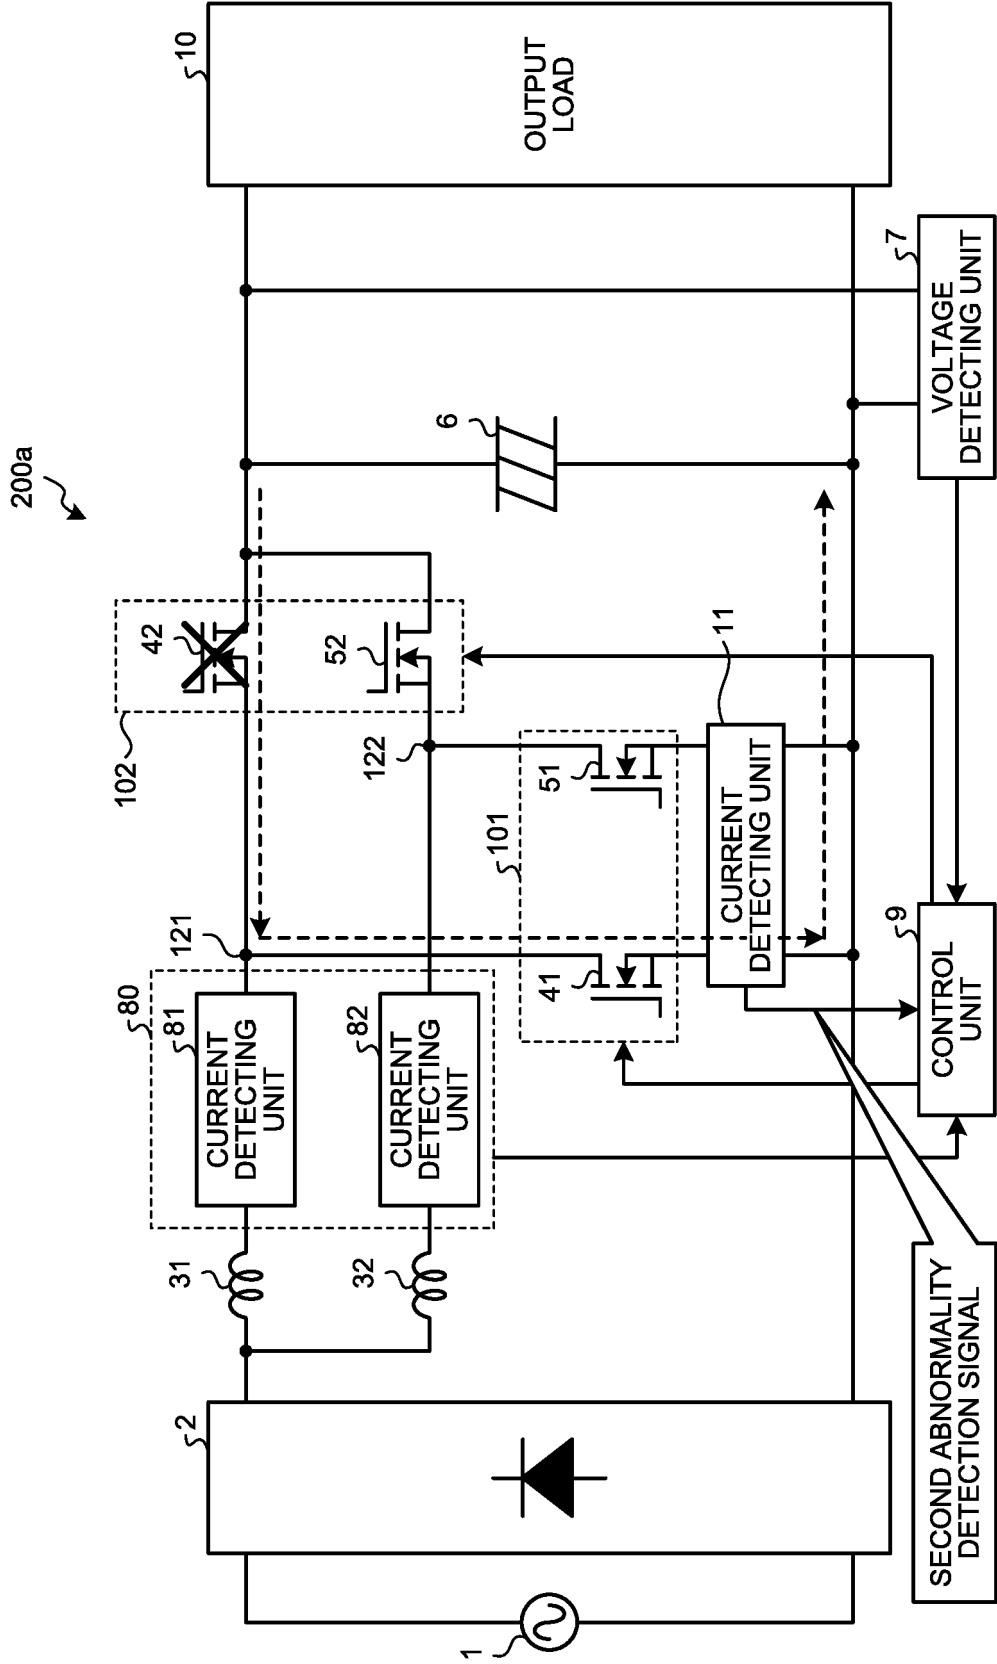 200a
1
2
31
32
80
CURRENT
DETECTING
UNIT
81
CURRENT
DETECTING
UNIT
82
121
122
102
42
52
101
41
51
CURRENT
DETECTING UNIT
11
6
OUTPUT
LOAD
10
VOLTAGE
DETECTING UNIT
7
CONTROL
UNIT
9
SECOND ABNORMALITY
DETECTION SIGNAL